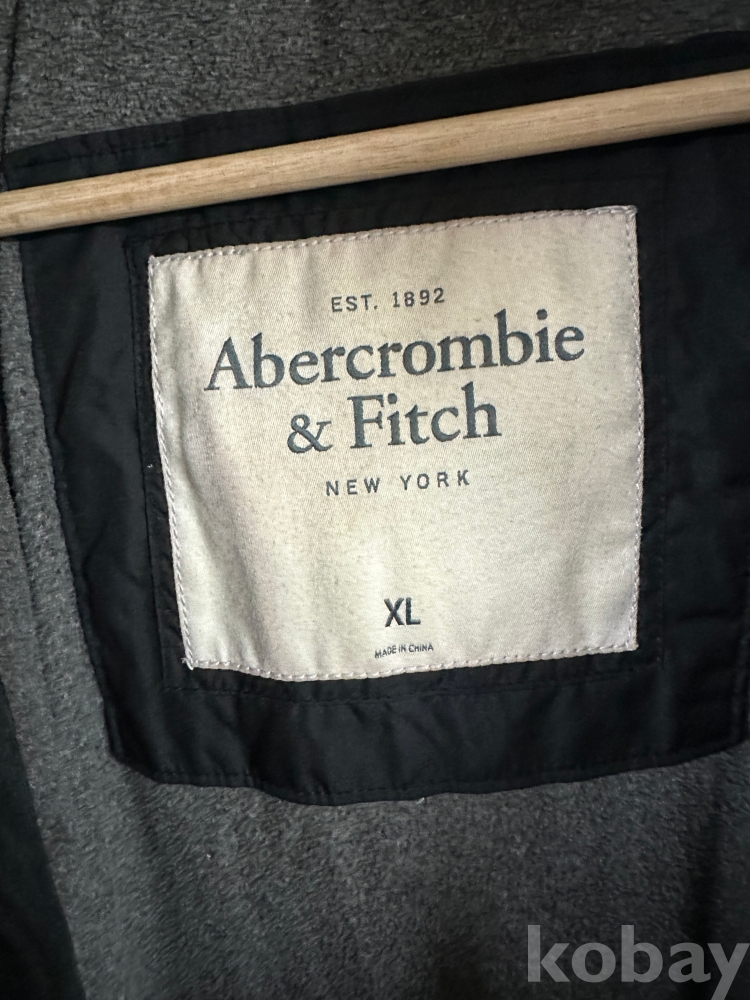 EST. 1892
Abercrombie
& Fitch
NEW YORK
XL
MADE IN CHINA
kobay